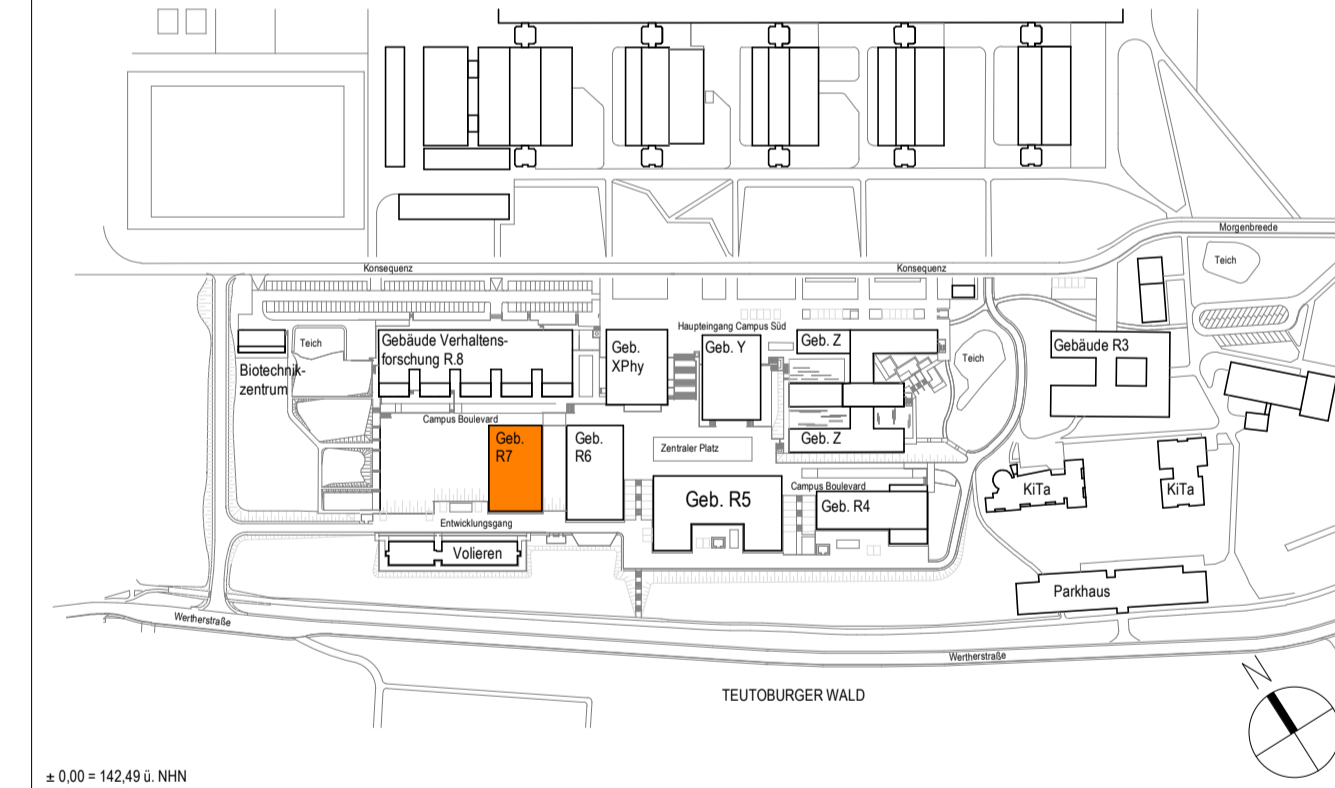 Morgenbreede
Konsequenz
Konsequenz
Teich
Haupteingang Campus Süd
Teich
Gebäude Verhaltens-
forschung R.8
Geb.
XPhy
Geb. Y
Geb. Z
Gebäude R3
Teich
Biotechnik-
zentrum
Campus Boulevard
Geb.
R7
Geb.
R6
Zentraler Platz
Geb. Z
Campus Boulevard
KiTa
KiTa
Geb. R5
Geb. R4
Entwicklungsgang
Volieren
Parkhaus
Wertherstraße
Wertherstraße
N
TEUTOBURGER WALD
± 0,00 = 142,49 ü. NHN